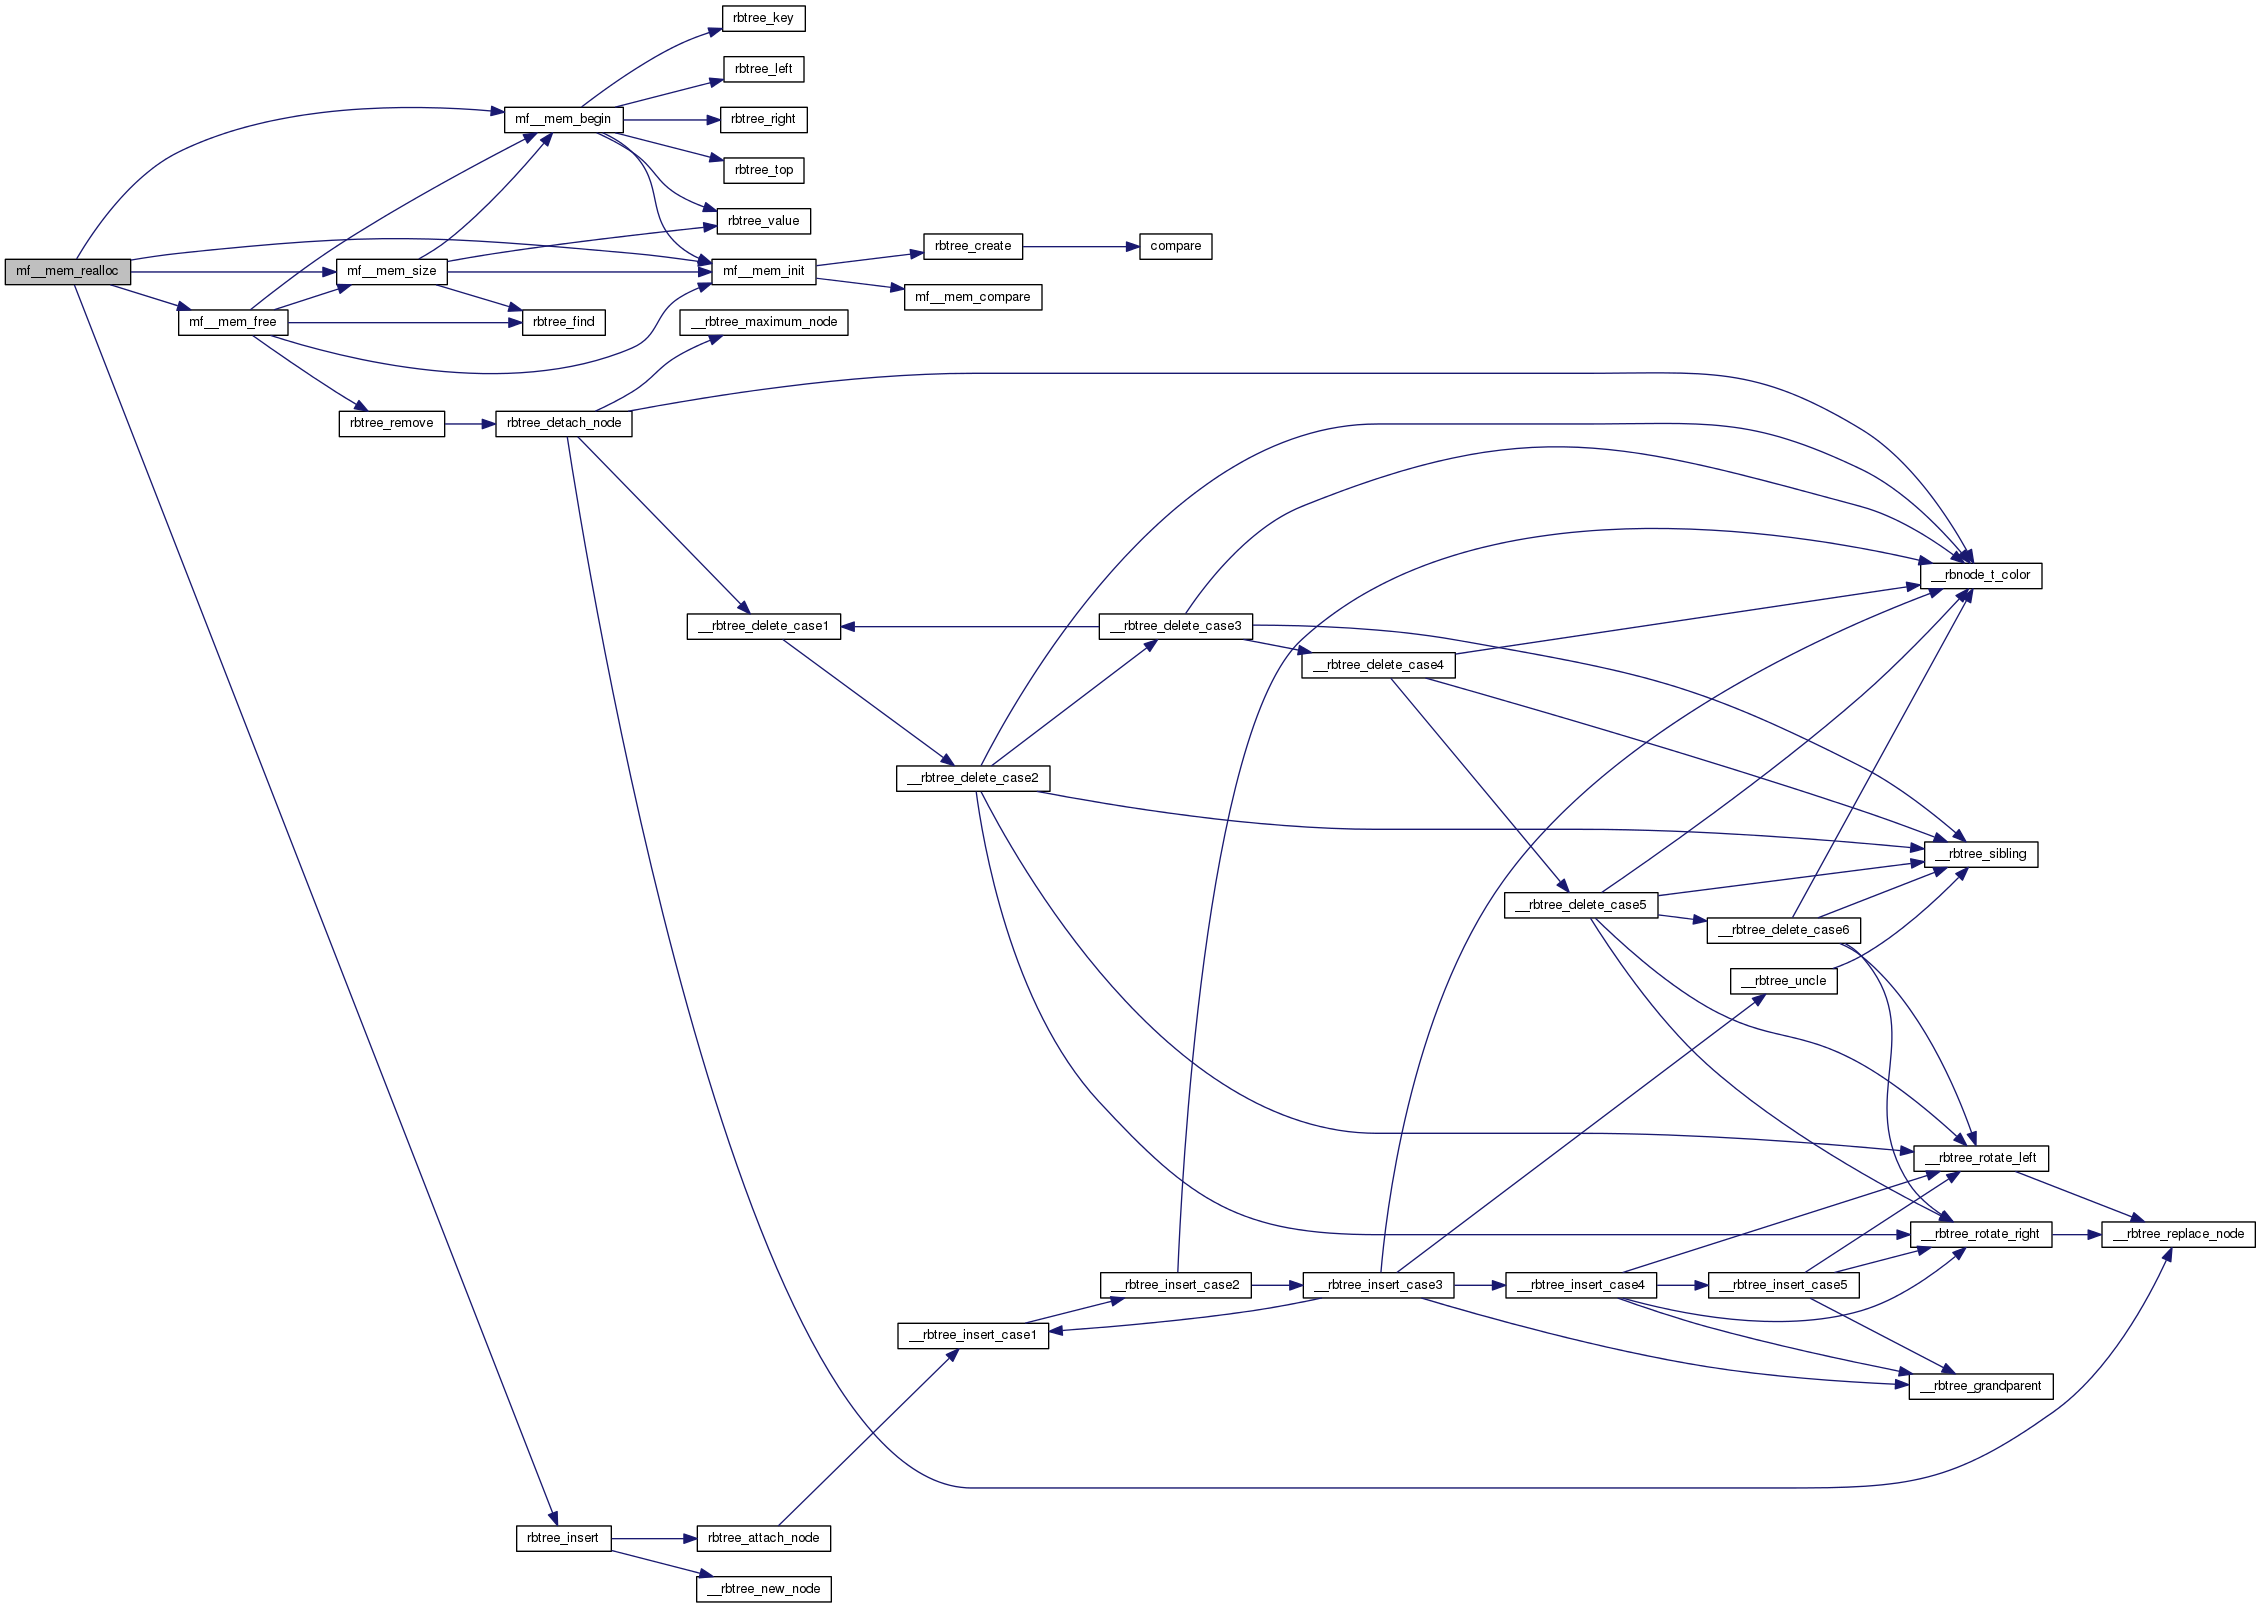 rbtree_key
rbtree_left
mf__mem_begin
rbtree_right
rbtree_top
rbtree_value
rbtree_create
compare
mf__mem_realloc
mf__mem_size
mf__mem_init
mf__mem_compare
mf__mem_free
rbtree_find
__rbtree_maximum_node
rbtree_remove
rbtree_detach_node
__rbnode_t_color
__rbtree_delete_case1
__rbtree_delete_case3
__rbtree_delete_case4
__rbtree_delete_case2
__rbtree_sibling
__rbtree_delete_case5
__rbtree_delete_case6
__rbtree_uncle
__rbtree_rotate_left
__rbtree_rotate_right
__rbtree_replace_node
__rbtree_insert_case2
__rbtree_insert_case3
__rbtree_insert_case4
__rbtree_insert_case5
__rbtree_insert_case1
__rbtree_grandparent
rbtree_insert
rbtree_attach_node
__rbtree_new_node